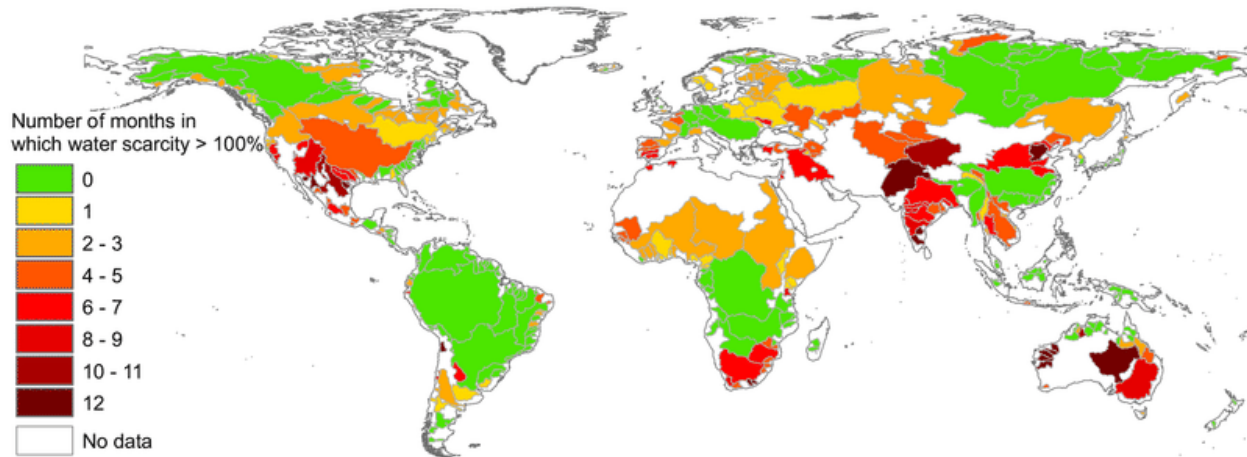 Number of months in
which water scarcity > 100%
0
1
2 - 3
4 - 5
6 - 7
8 - 9
10 - 11
12
No data